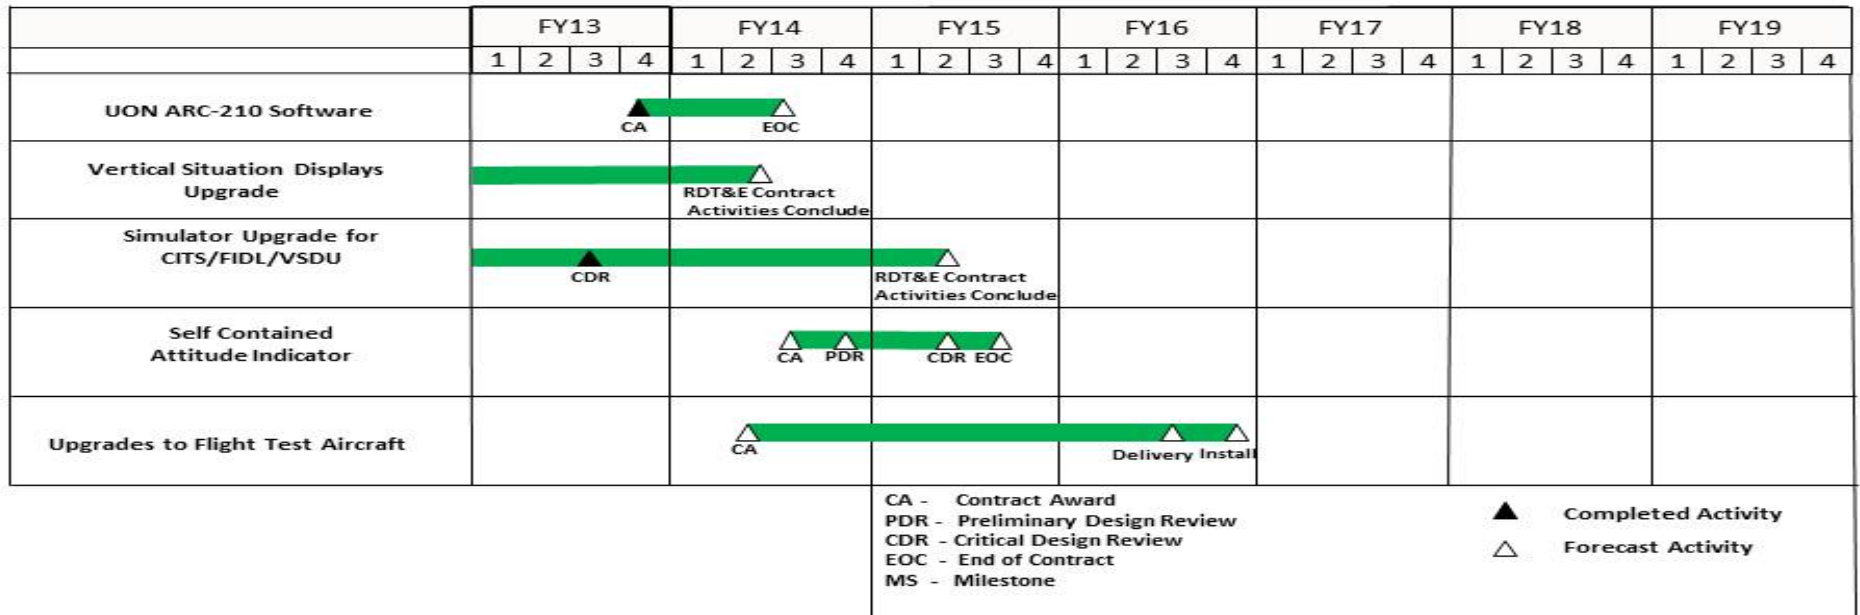 FY13 FY14 FY15 FY16 FY17 FY18 FY19
1 2 3 4 1 2 3 4 1 2 3 4 1 2 3 4 1 2 3 4 1 2 3 4 1 2 3 4
UON ARC-210 Software
CA EOC
Vertical Situation Displays
Upgrade
RDT&E Contract
Activities Conclude
Simulator Upgrade for
CITS/FIDL/VSDU
CDR
RDT&E Contract
Activities Conclude
Self Contained
Attitude Indicator
CA PDR CDR EOC
Upgrades to Flight Test Aircraft
CA Delivery Install
CA - Contract Award
PDR - Preliminary Design Review
CDR - Critical Design Review
EOC - End of Contract
MS - Milestone
Completed Activity
Forecast Activity